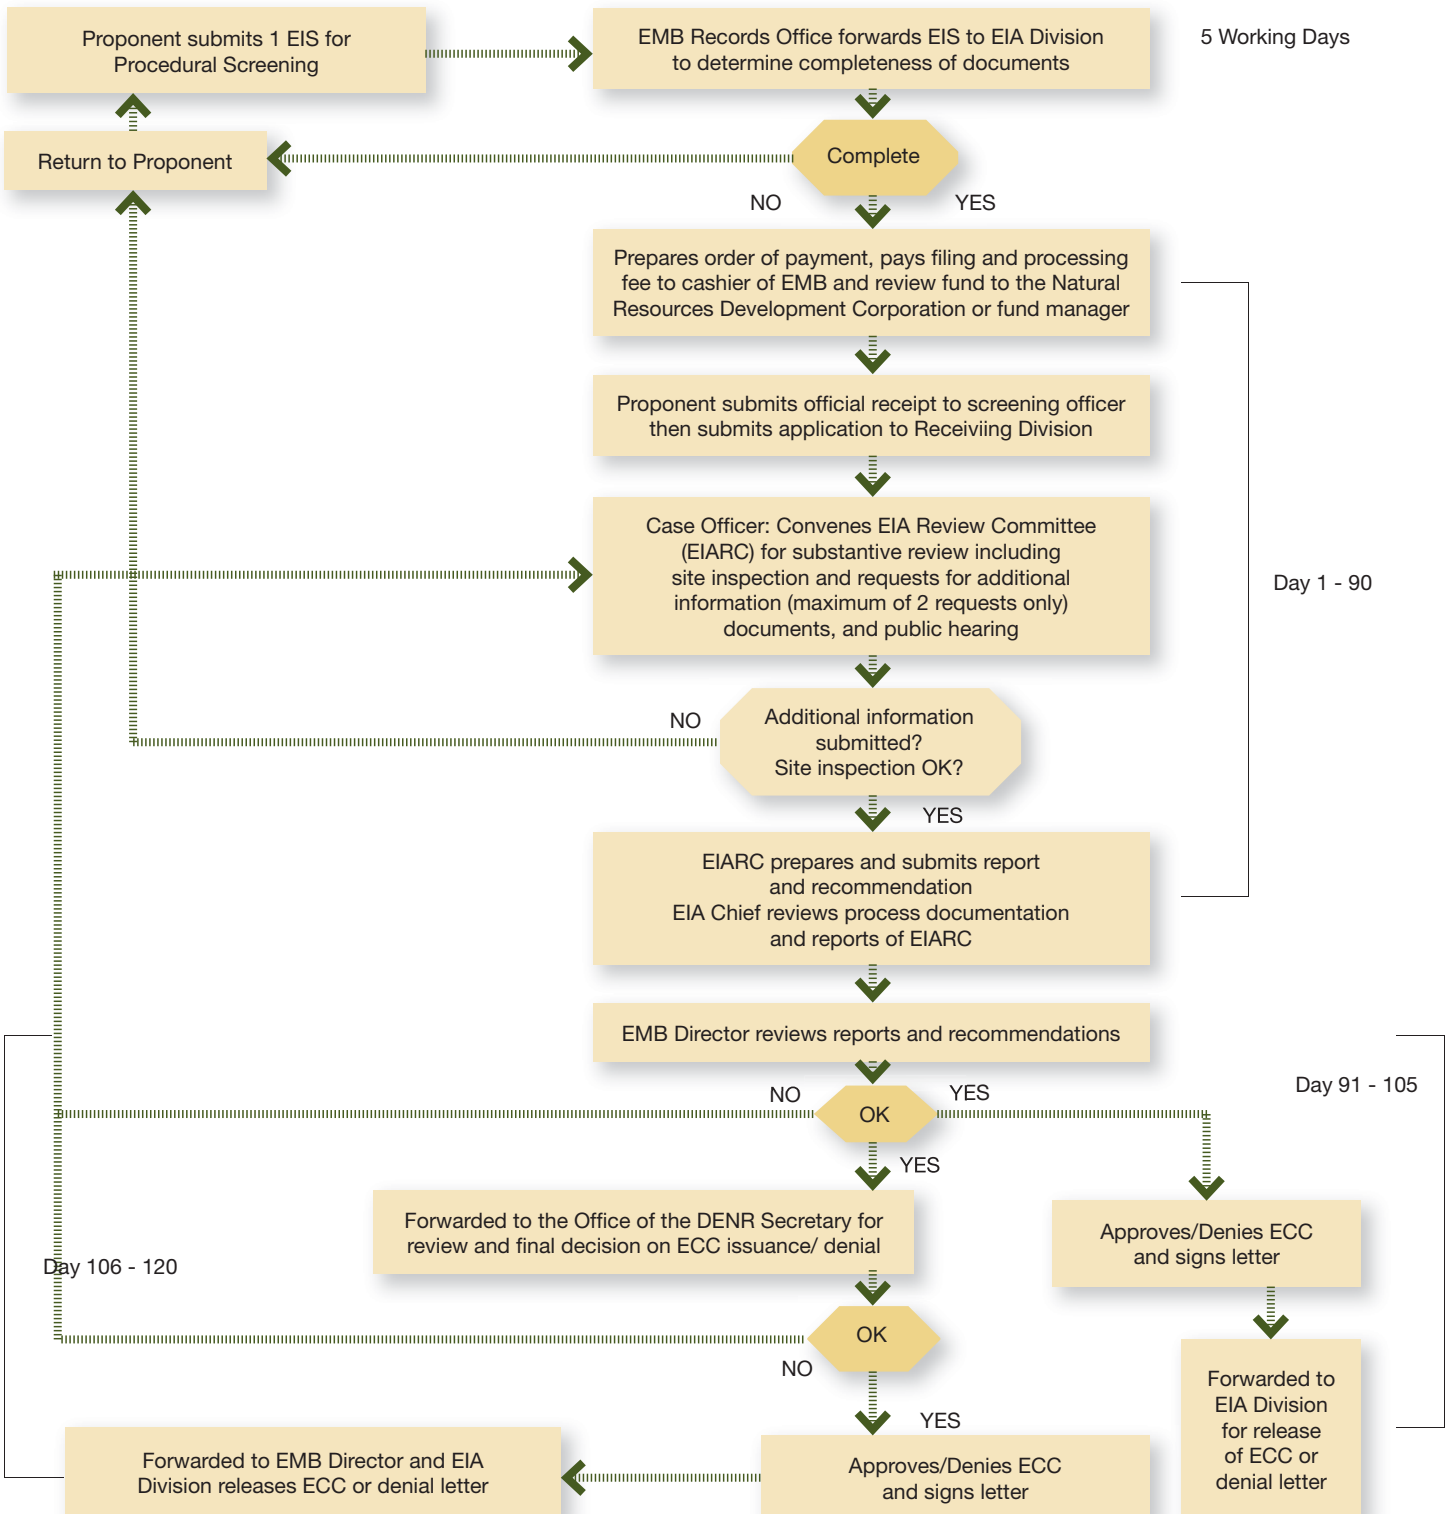 Proponent submits 1 EIS for
Procedural Screening
EMB Records Office forwards EIS to EIA Division
to determine completeness of documents
5 Working Days
Return to Proponent
Complete
NO
YES
Prepares order of payment, pays filing and processing
fee to cashier of EMB and review fund to the Natural
Resources Development Corporation or fund manager
Proponent submits official receipt to screening officer
then submits application to Receiviing Division
Case Officer: Convenes EIA Review Committee
(EIARC) for substantive review including
site inspection and requests for additional
information (maximum of 2 requests only)
documents, and public hearing
Day 1 - 90
NO
Additional information
submitted?
Site inspection OK?
YES
EIARC prepares and submits report
and recommendation
EIA Chief reviews process documentation
and reports of EIARC
EMB Director reviews reports and recommendations
NO
OK
YES
Day 91 - 105
YES
Forwarded to the Office of the DENR Secretary for
review and final decision on ECC issuance/ denial
Approves/Denies ECC
and signs letter
Day 106 - 120
OK
NO
YES
Forwarded to
EIA Division
for release
of ECC or
denial letter
Forwarded to EMB Director and EIA
Division releases ECC or denial letter
Approves/Denies ECC
and signs letter